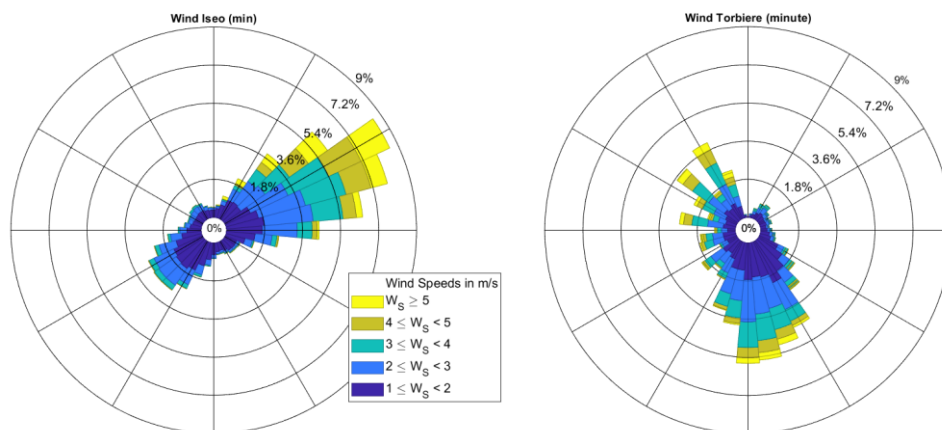 Wind Iseo (min)
9%
7.2%
5.4%
3.6%
1.8%
0%
Wind Speeds in m/s
W_S ≥ 5
4 ≤ W_S < 5
3 ≤ W_S < 4
2 ≤ W_S < 3
1 ≤ W_S < 2
Wind Torbiere (minute)
9%
7.2%
5.4%
3.6%
1.8%
0%